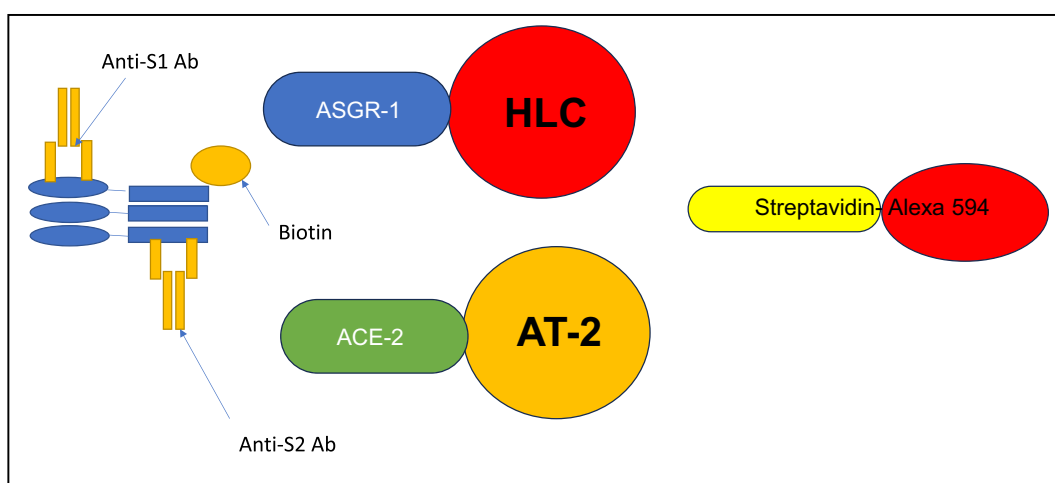 Anti-S1 Ab
ASGR-1
HLC
Biotin
Streptavidin- Alexa 594
ACE-2
AT-2
Anti-S2 Ab